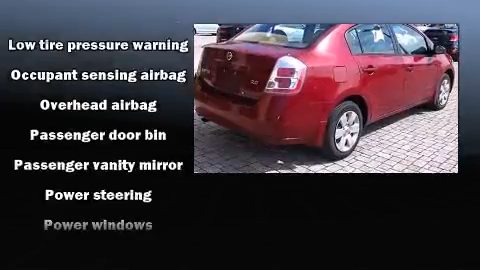 Low tire pressure warning
Occupant sensing airbag
Overhead airbag
Passenger door bin
Passenger vanity mirror
Power steering
Power windows